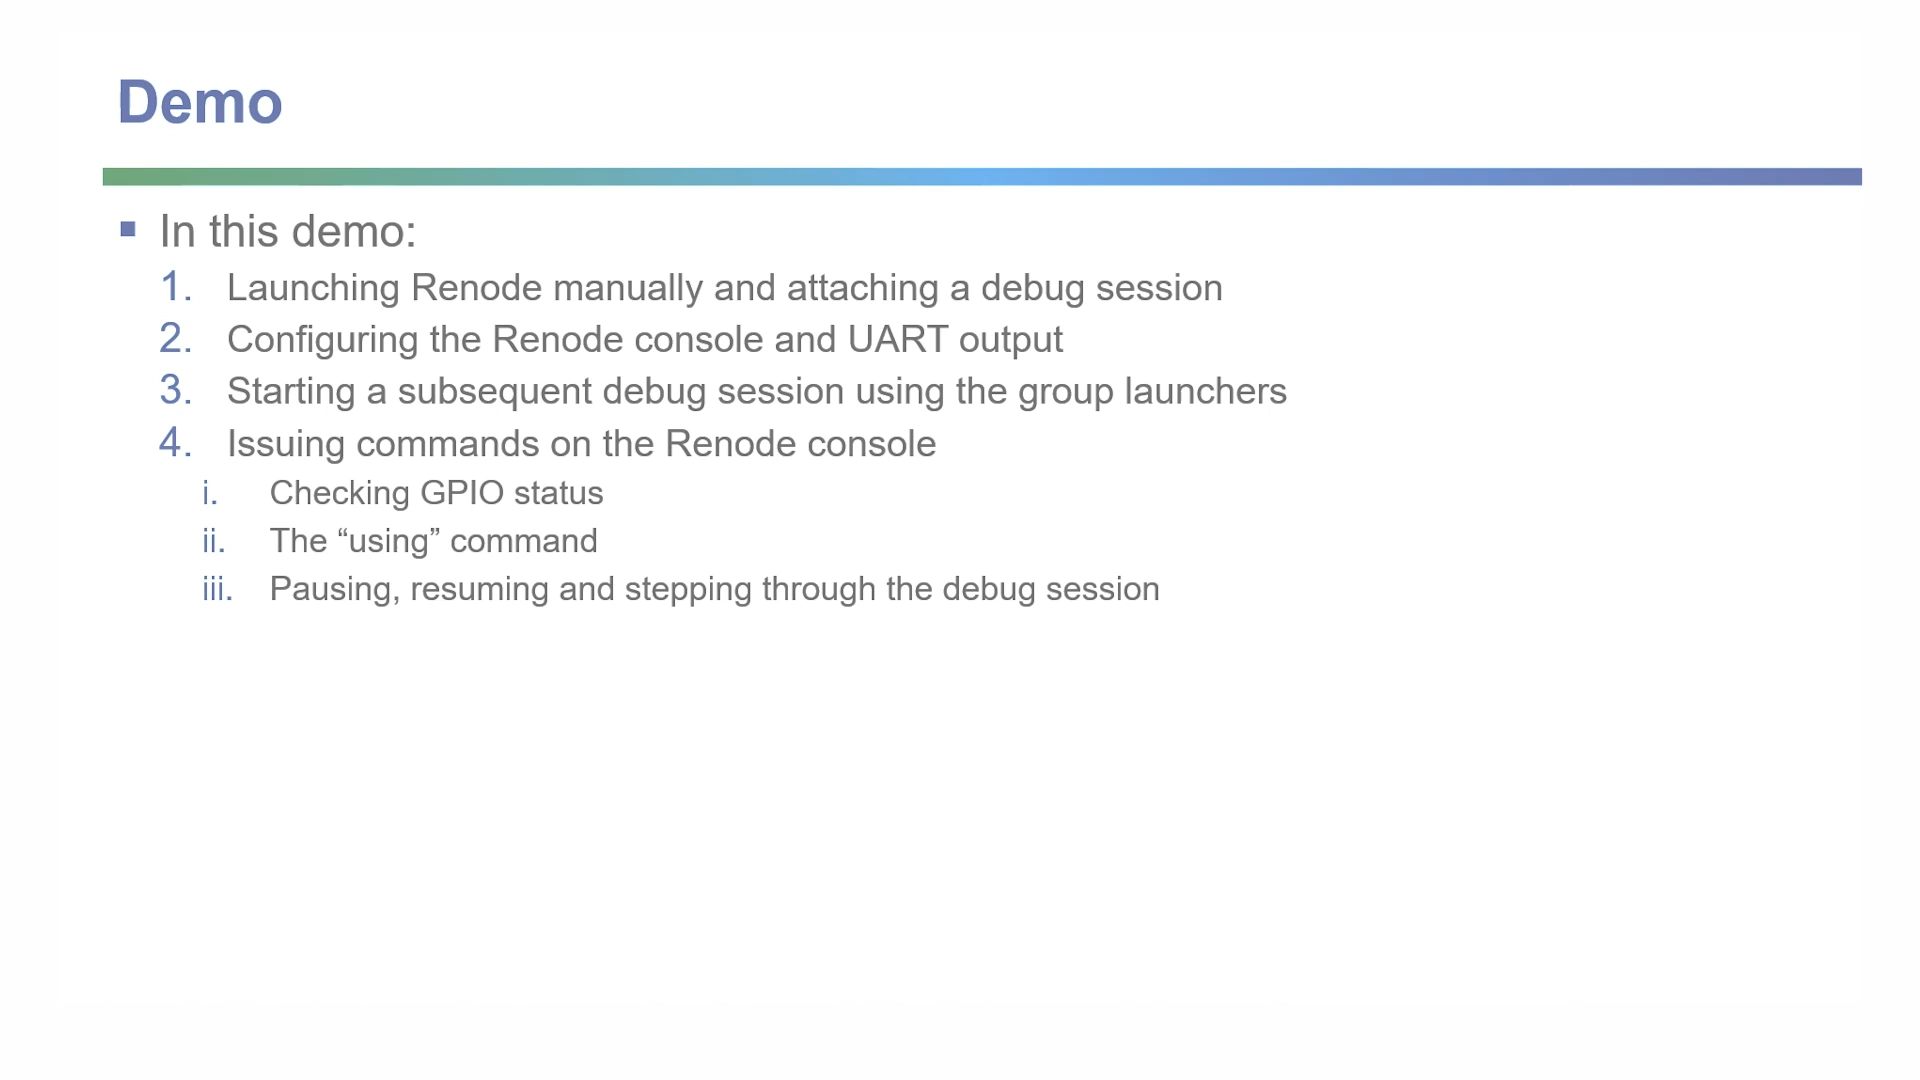 Demo
▪ In this demo:
1. Launching Renode manually and attaching a debug session
2. Configuring the Renode console and UART output
3. Starting a subsequent debug session using the group launchers
4. Issuing commands on the Renode console
i. Checking GPIO status
ii. The “using” command
iii. Pausing, resuming and stepping through the debug session